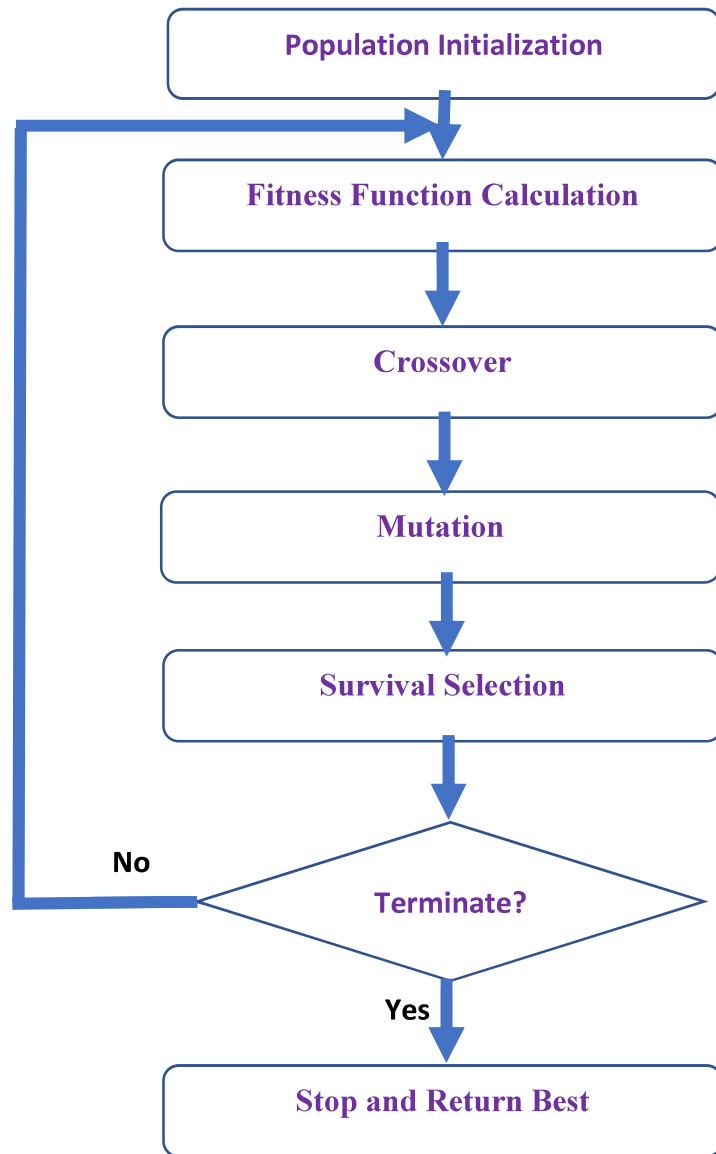 Population Initialization
Fitness Function Calculation
Crossover
Mutation
Survival Selection
No
Terminate?
Yes
Stop and Return Best